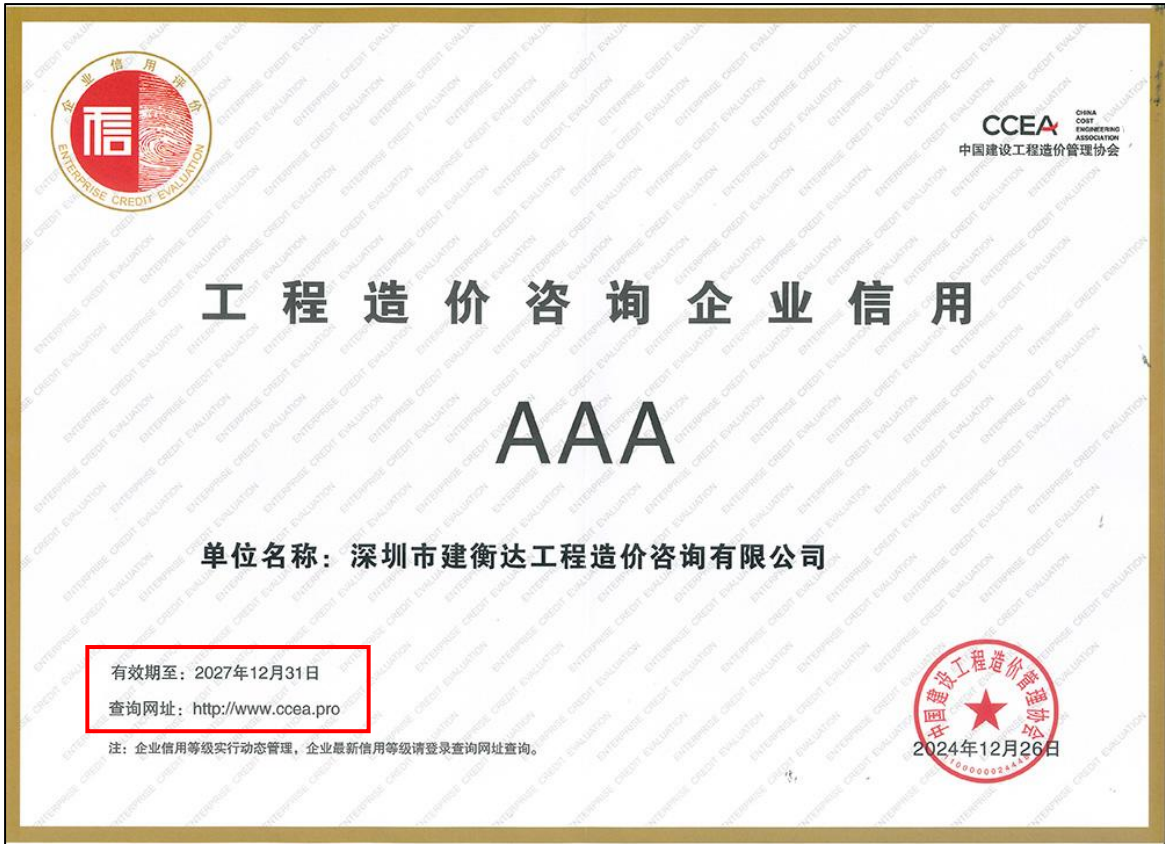 企业信用评价
信
ENTERPRISE CREDIT EVALUATION
CCEA
CHINA
COST
ENGINEERING
ASSOCIATION
中国建设工程造价管理协会
工程造价咨询企业信用
AAA
单位名称：深圳市建衡达工程造价咨询有限公司
有效期至：2027年12月31日
查询网址：http://www.ccea.pro
注：企业信用等级实行动态管理，企业最新信用等级请登录查询网址查询。
中国建设工程造价管理协会
2024年12月26日